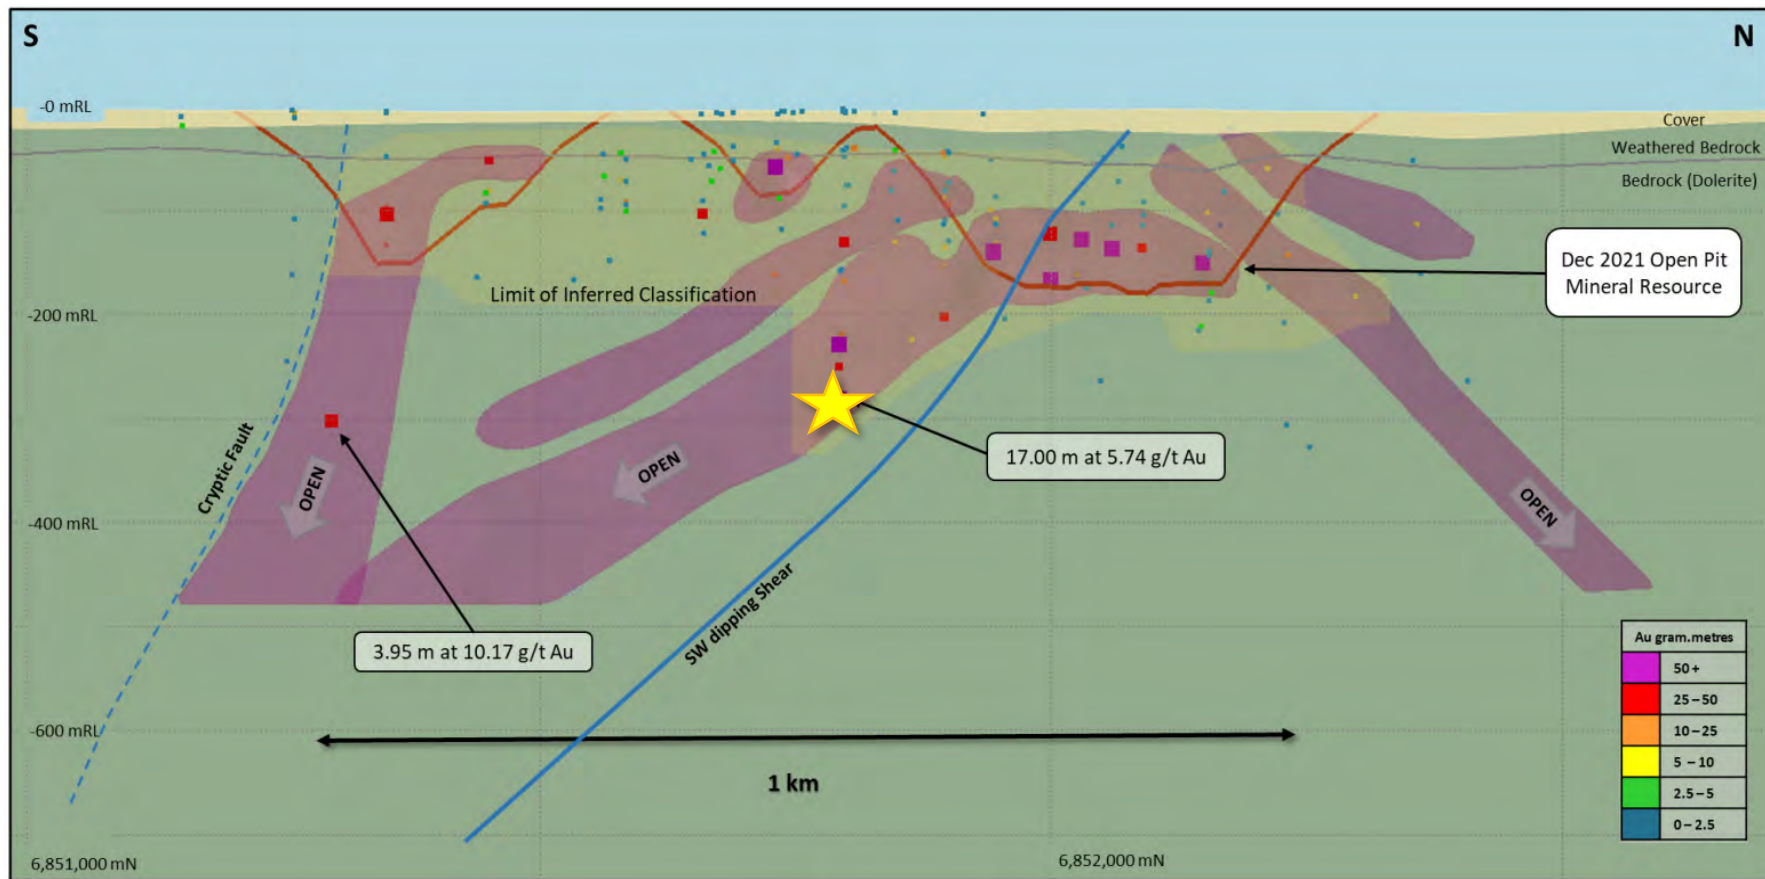 S
N
-0 mRL
Cover
Weathered Bedrock
Bedrock (Dolerite)
Dec 2021 Open Pit
Mineral Resource
Limit of Inferred Classification
-200 mRL
Cryptic Fault
OPEN
OPEN
17.00 m at 5.74 g/t Au
OPEN
-400 mRL
SW dipping Shear
3.95 m at 10.17 g/t Au
-600 mRL
1 km
Au gram.metres
50 +
25 – 50
10 – 25
5 – 10
2.5 – 5
0 – 2.5
6,851,000 mN
6,852,000 mN